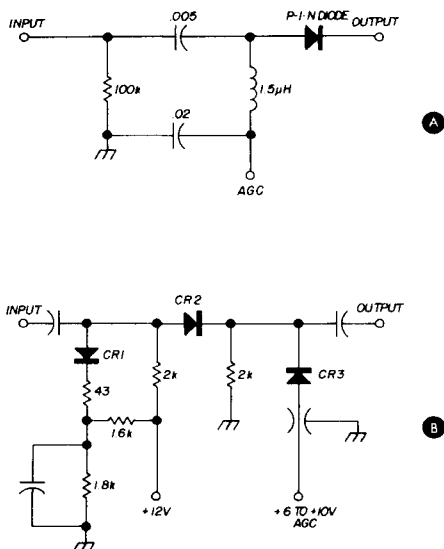 INPUT
.005
P-I-N DIODE
OUTPUT
100k
1.5μH
.02
AGC
A
INPUT
CR2
OUTPUT
CR1
43
2k
2k
CR3
1.6k
1.8k
+12V
+6 TO +10V
AGC
B